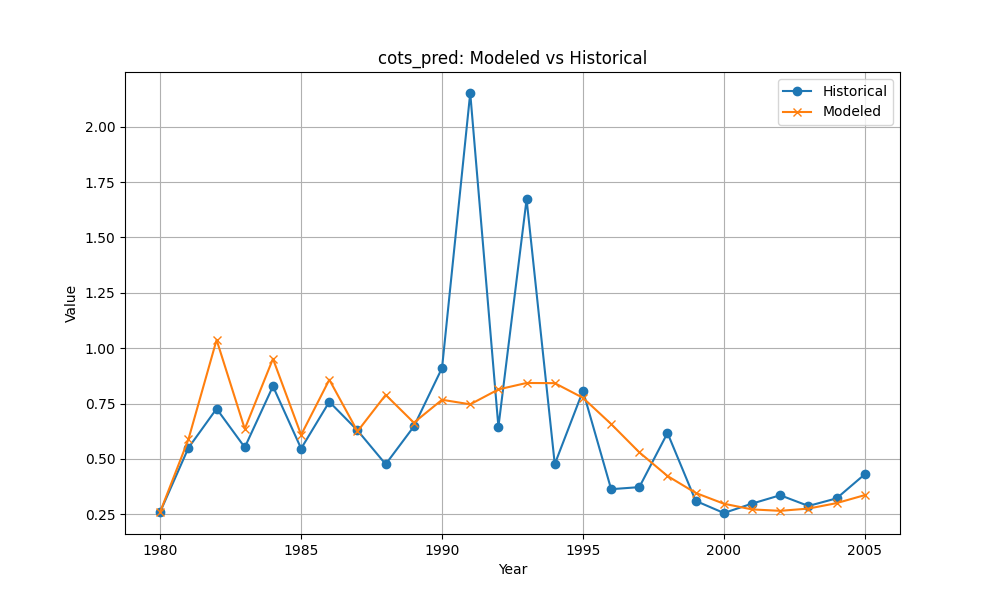 cots_pred: Modeled vs Historical
Historical
Modeled
2.00
1.75
1.50
1.25
1.00
0.75
0.50
0.25
Value
1980 1985 1990 1995 2000 2005
Year